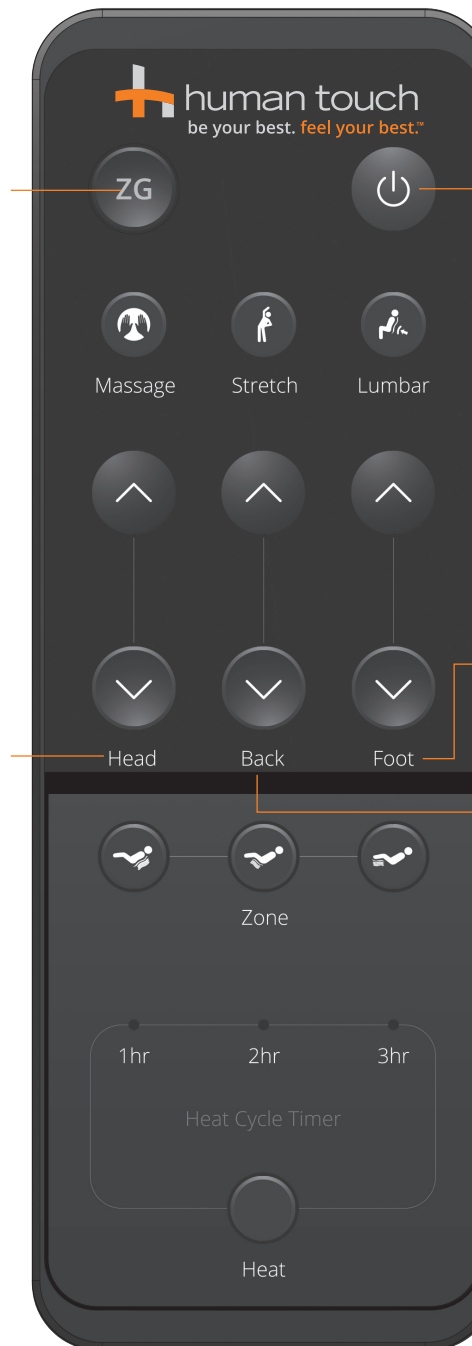 human touch
be your best. feel your best.™
ZG
Massage Stretch Lumbar
Head Back Foot
Zone
1hr 2hr 3hr
Heat Cycle Timer
Heat